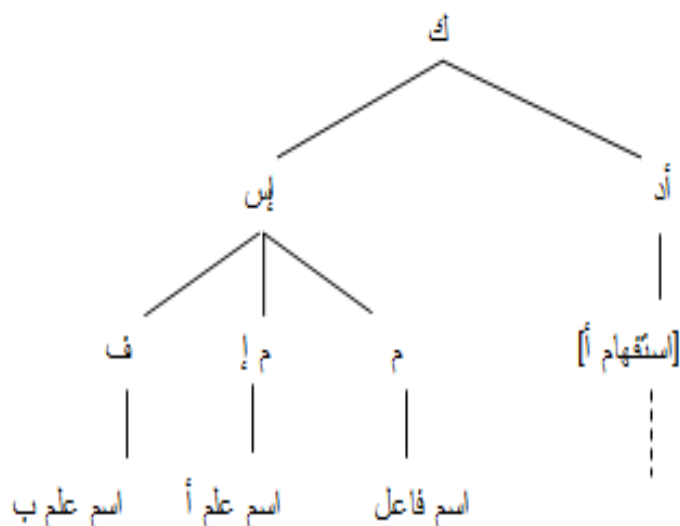 ك
أد إس
[استفهام أ] م م إ ف
اسم فاعل اسم علم أ اسم علم ب